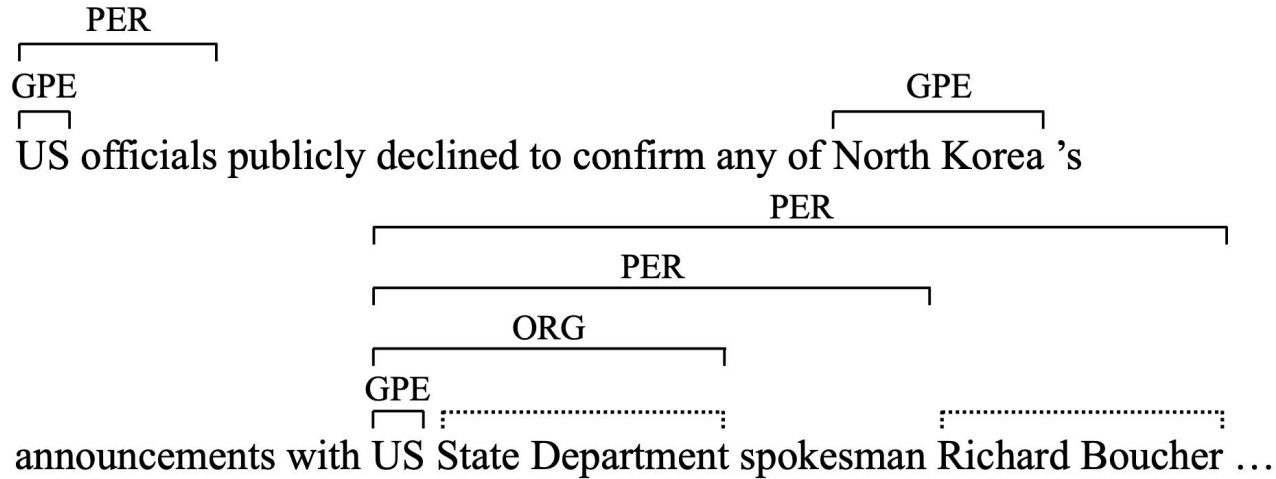 PER
GPE GPE
US officials publicly declined to confirm any of North Korea ’s
PER
PER
ORG
GPE
announcements with US State Department spokesman Richard Boucher …